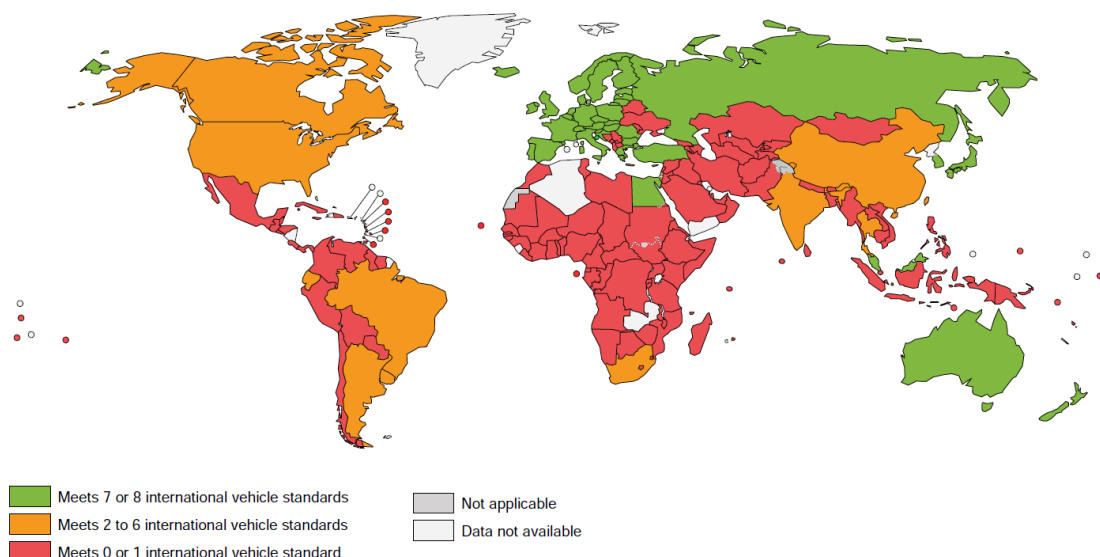 Meets 7 or 8 international vehicle standards
Meets 2 to 6 international vehicle standards
Meets 0 or 1 international vehicle standard
Not applicable
Data not available